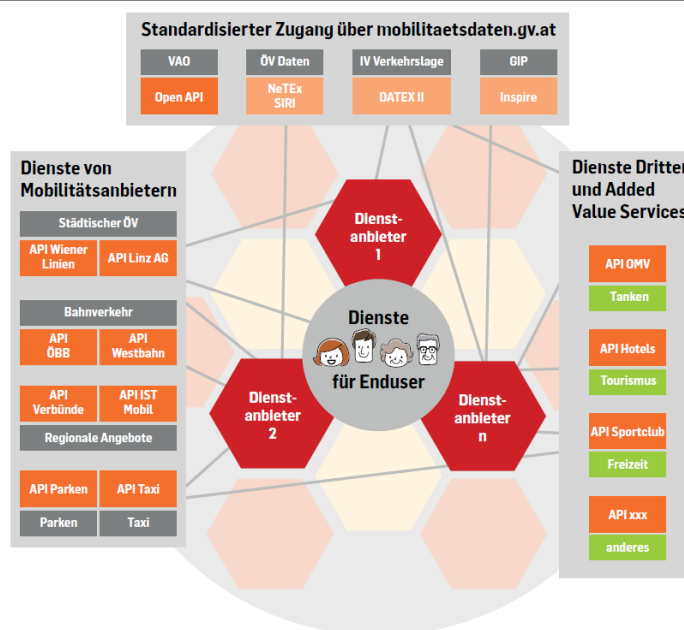 Standardisierter Zugang über mobilitaetsdaten.gv.at
VAO
Open API
ÖV Daten
NeTEx
SIRI
IV Verkehrslage
DATEX II
GIP
Inspire
Dienste von
Mobilitätsanbietern
Städtischer ÖV
API Wiener
Linien
API Linz AG
Bahnverkehr
API
ÖBB
API
Westbahn
API
Verbünde
API IST
Mobil
Regionale Angebote
API Parken
API Taxi
Parken
Taxi
Dienst-
anbieter
1
Dienste
für Enduser
Dienst-
anbieter
2
Dienst-
anbieter
n
Dienste Dritter
und Added
Value Services
API OMV
Tanken
API Hotels
Tourismus
API Sportclub
Freizeit
API xxx
anderes